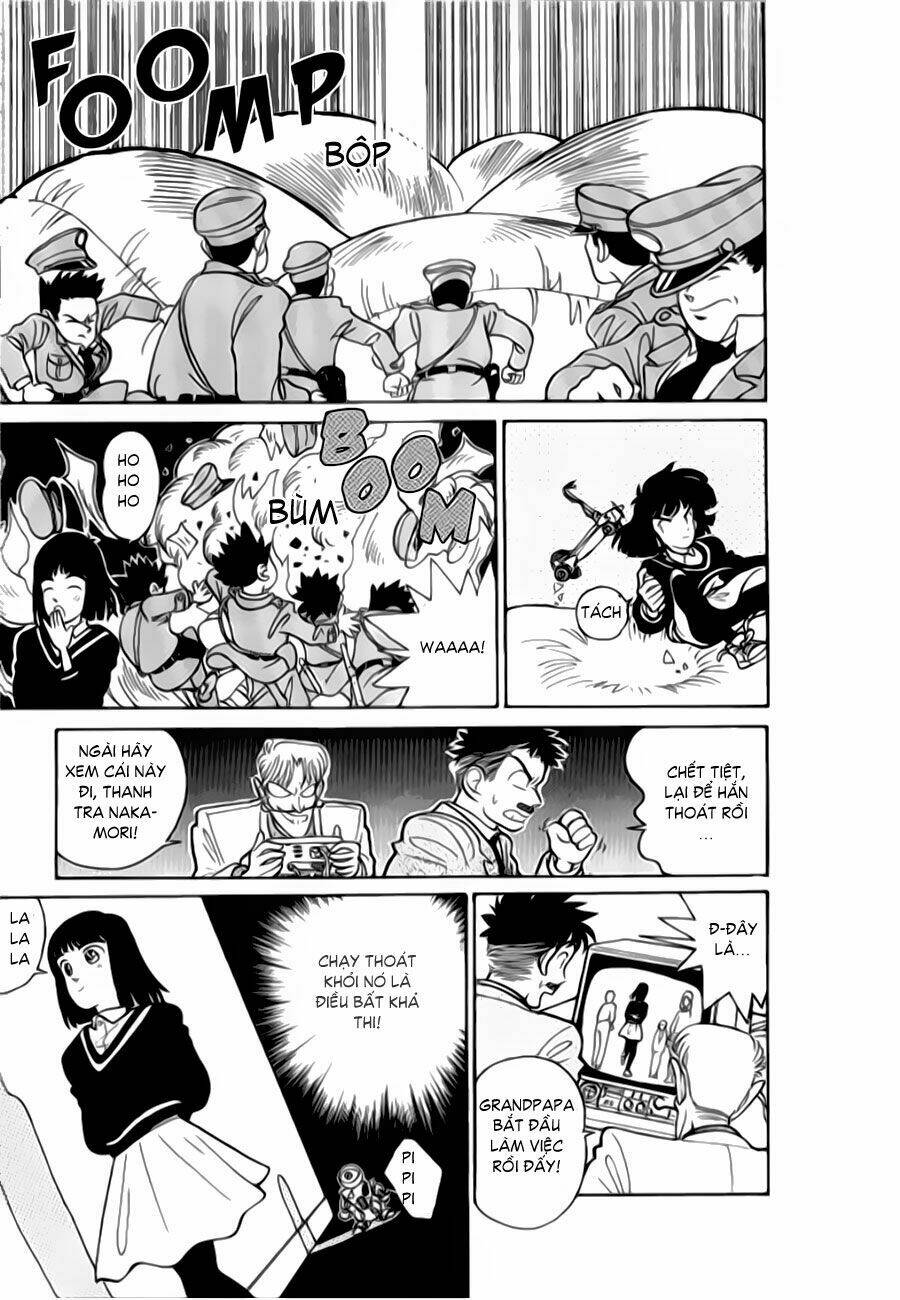 FOOMP
BỘP
TÁCH
BOOM
BÙM
WAAAA!
HO
HO
HO
CHẾT TIỆT,
LẠI ĐỂ HẮN
THOÁT RỒI
...
NGÀI HÃY
XEM CÁI NÀY
ĐI, THANH
TRA NAKA-
MORI!
Đ-ĐÂY
LÀ...
GRANDPAPA
BẮT ĐẦU
LÀM VIỆC
RỒI ĐẤY!
CHẠY THOÁT
KHỎI NÓ LÀ
ĐIỀU BẤT KHẢ
THI!
PI
PI
PI
LA
LA
LA